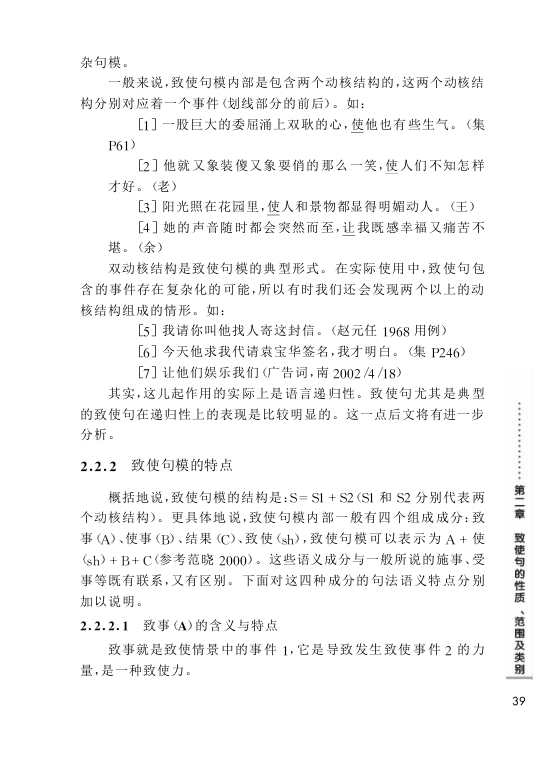 杂句模。
一般来说,致使句模内部是包含两个动核结构的,这两个动核结
构分别对应着一个事件(划线部分的前后)。如:
[1] 一股巨大的委屈涌上双耿的心,使他也有些生气。(集
P61)
[2] 他就又象装傻又象耍俏的那么一笑,使人们不知怎样
才好。(老)
[3] 阳光照在花园里,使人和景物都显得明媚动人。(王)
[4] 她的声音随时都会突然而至,让我既感幸福又痛苦不
堪。(余)
双动核结构是致使句模的典型形式。在实际使用中,致使句包
含的事件存在复杂化的可能,所以有时我们还会发现两个以上的动
核结构组成的情形。如:
[5] 我请你叫他找人寄这封信。(赵元任 1968 用例)
[6] 今天他求我代请袁宝华签名,我才明白。(集 P246)
[7] 让他们娱乐我们(广告词,南 2002/4/18)
其实,这儿起作用的实际上是语言递归性。致使句尤其是典型
的致使句在递归性上的表现是比较明显的。这一点后文将有进一步
分析。
2.2.2 致使句模的特点
概括地说,致使句模的结构是:S= S1 + S2(S1 和 S2 分别代表两
个动核结构)。更具体地说,致使句模内部一般有四个组成成分:致
事(A)、使事(B)、结果(C)、致使(sh),致使句模可以表示为 A + 使
(sh) + B + C(参考范晓 2000)。这些语义成分与一般所说的施事、受
事等既有联系,又有区别。下面对这四种成分的句法语义特点分别
加以说明。
2.2.2.1 致事(A)的含义与特点
致事就是致使情景中的事件 1,它是导致发生致使事件 2 的力
量,是一种致使力。
第二章 致使句的性质、范围及类别
39